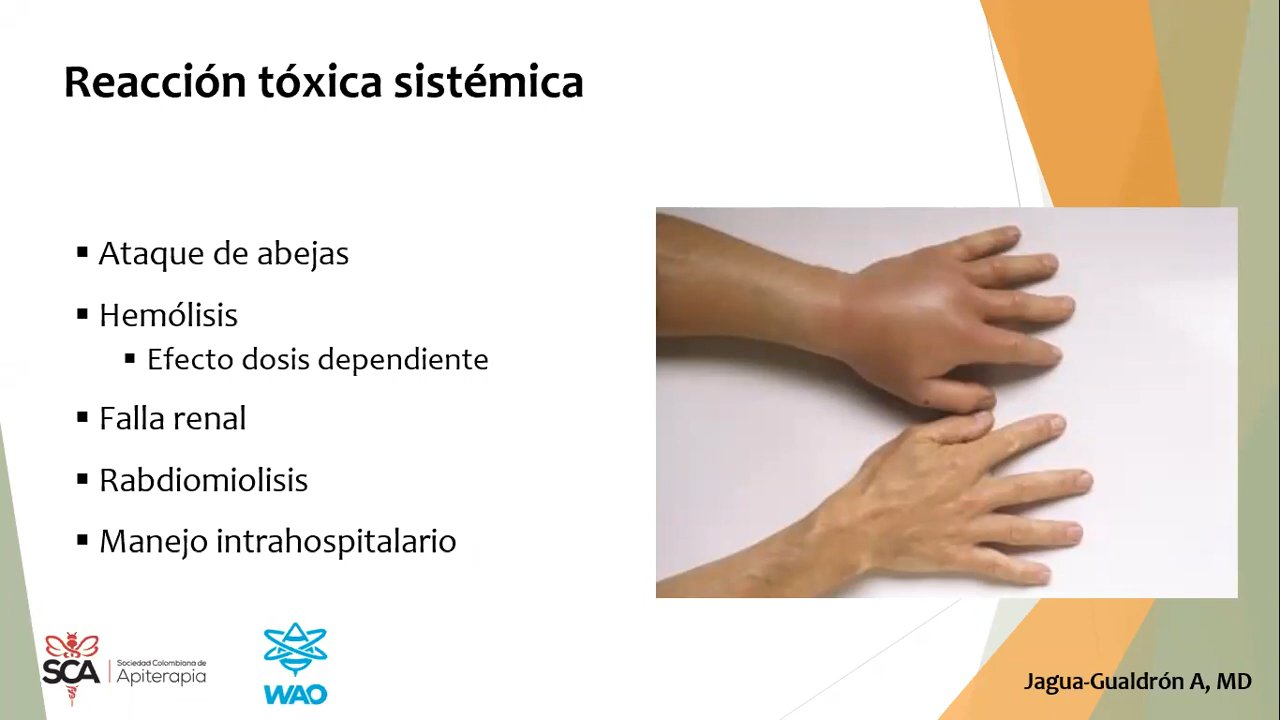 Reacción tóxica sistémica
Ataque de abejas
Hemólisis
Efecto dosis dependiente
Falla renal
Rabdiomiolisis
Manejo intrahospitalario
SCA
Sociedad Colombiana de
Apiterapia
WAO
Jagua-Gualdrón A, MD